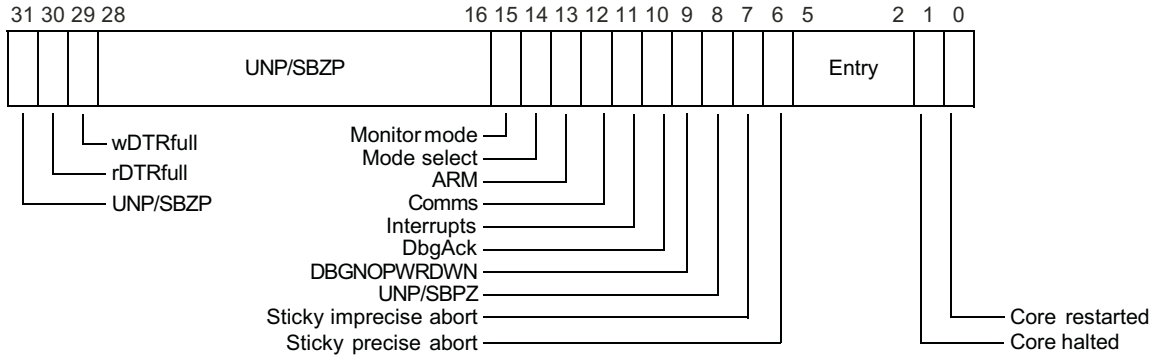 31 30 29 28 16 15 14 13 12 11 10 9 8 7 6 5 2 1 0
UNP/SBZP Entry
wDTRfull
rDTRfull
UNP/SBZP
Monitor mode
Mode select
ARM
Comms
Interrupts
DbgAck
DBGNOPWRDWN
UNP/SBPZ
Sticky imprecise abort
Sticky precise abort
Core restarted
Core halted